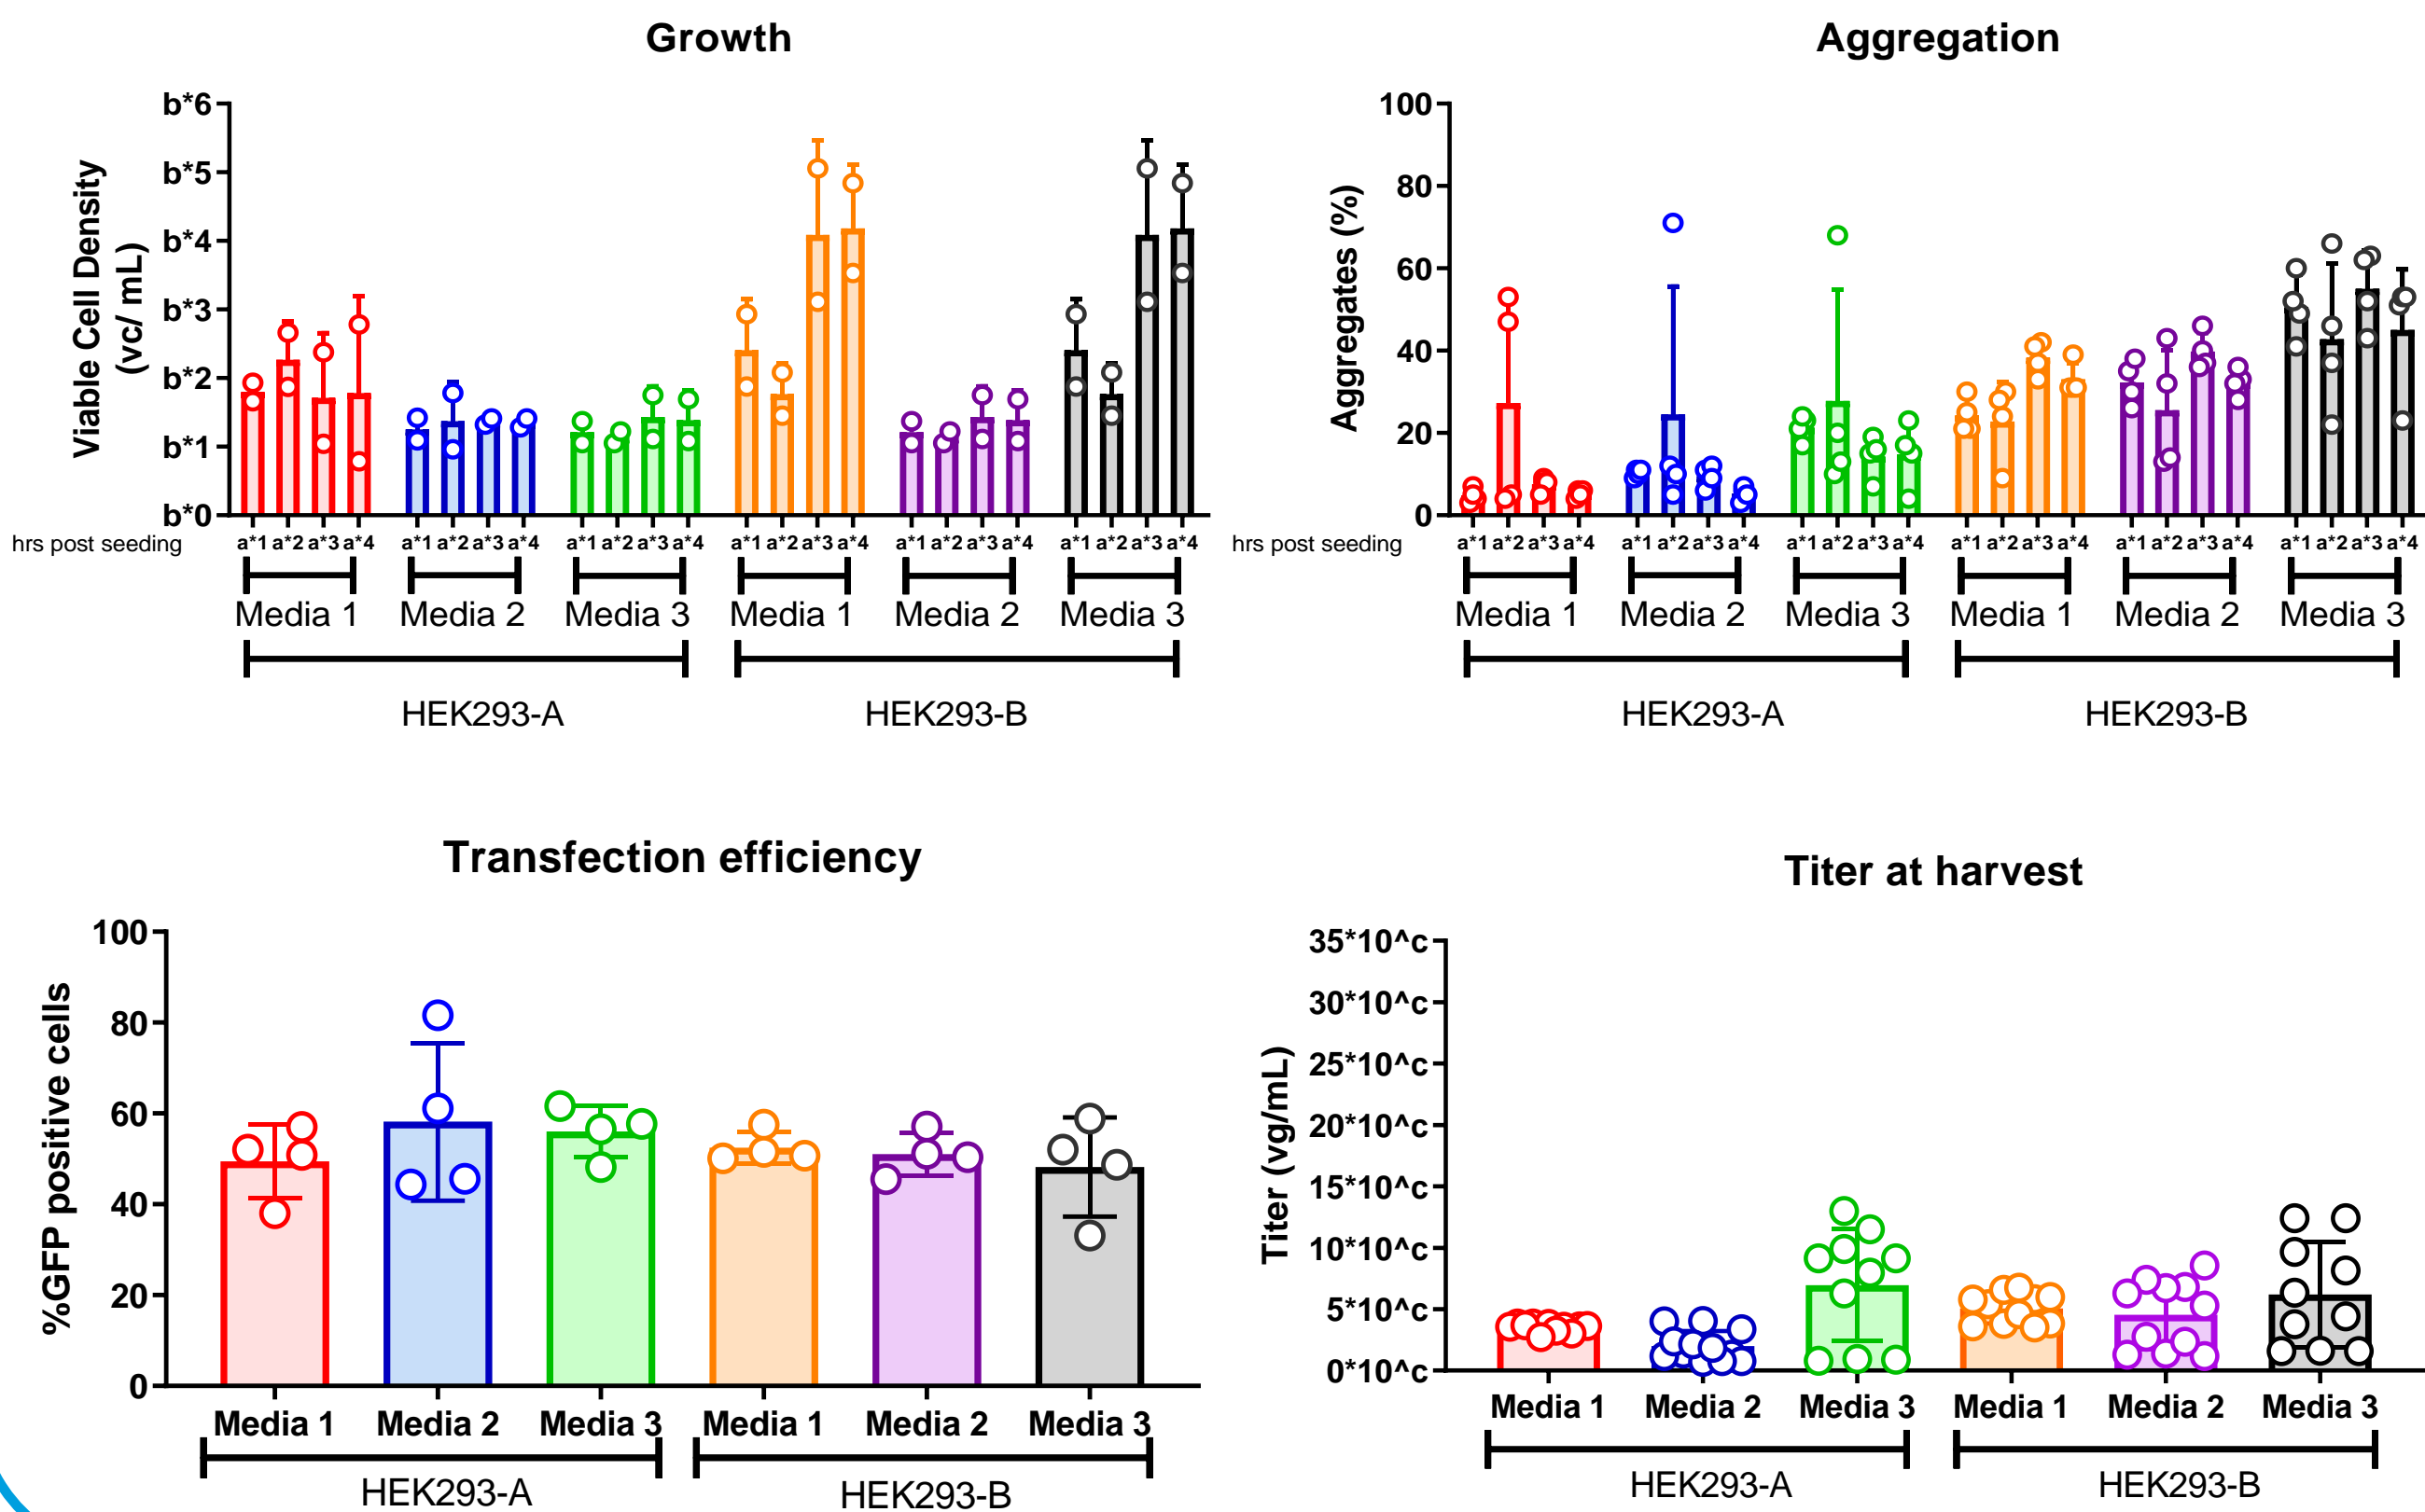 Growth
Viable Cell Density
(vc/ mL)
b*6
b*5
b*4
b*3
b*2
b*1
b*0
hrs post seeding
a*1 a*2 a*3 a*4 a*1 a*2 a*3 a*4 a*1 a*2 a*3 a*4 a*1 a*2 a*3 a*4 a*1 a*2 a*3 a*4 a*1 a*2 a*3 a*4
Media 1 Media 2 Media 3 Media 1 Media 2 Media 3
HEK293-A HEK293-B
Aggregation
Aggregates (%)
100
80
60
40
20
0
hrs post seeding
a*1 a*2 a*3 a*4 a*1 a*2 a*3 a*4 a*1 a*2 a*3 a*4 a*1 a*2 a*3 a*4 a*1 a*2 a*3 a*4 a*1 a*2 a*3 a*4
Media 1 Media 2 Media 3 Media 1 Media 2 Media 3
HEK293-A HEK293-B
Transfection efficiency
%GFP positive cells
100
80
60
40
20
0
Media 1 Media 2 Media 3 Media 1 Media 2 Media 3
HEK293-A HEK293-B
Titer at harvest
Titer (vg/mL)
35*10^c
30*10^c
25*10^c
20*10^c
15*10^c
10*10^c
5*10^c
0*10^c
Media 1 Media 2 Media 3 Media 1 Media 2 Media 3
HEK293-A HEK293-B